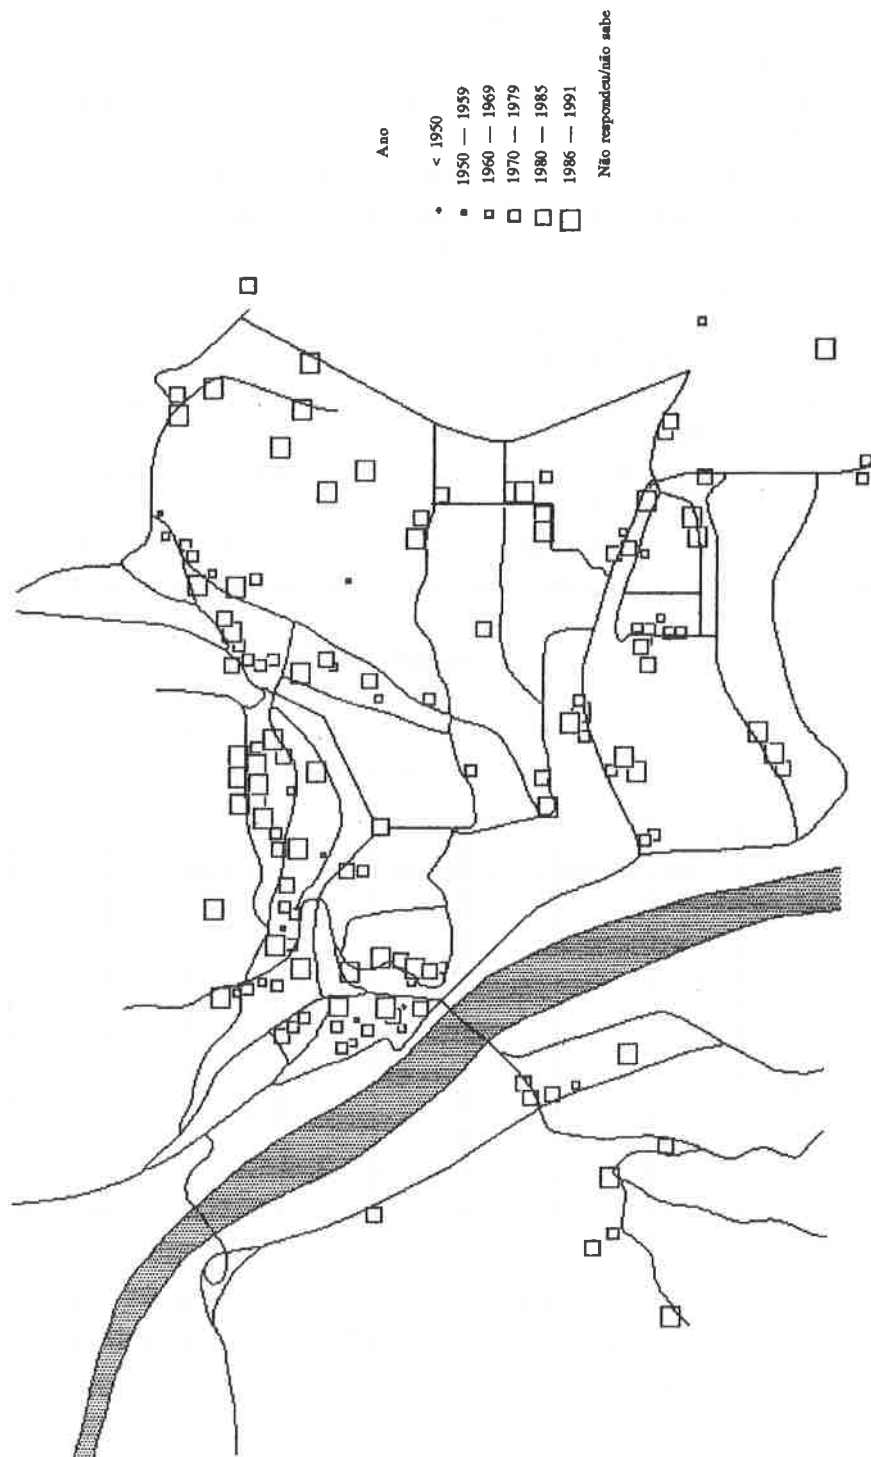 Ano
< 1950
1950 — 1959
1960 — 1969
1970 — 1979
1980 — 1985
1986 — 1991
Não respondeu/não sabe